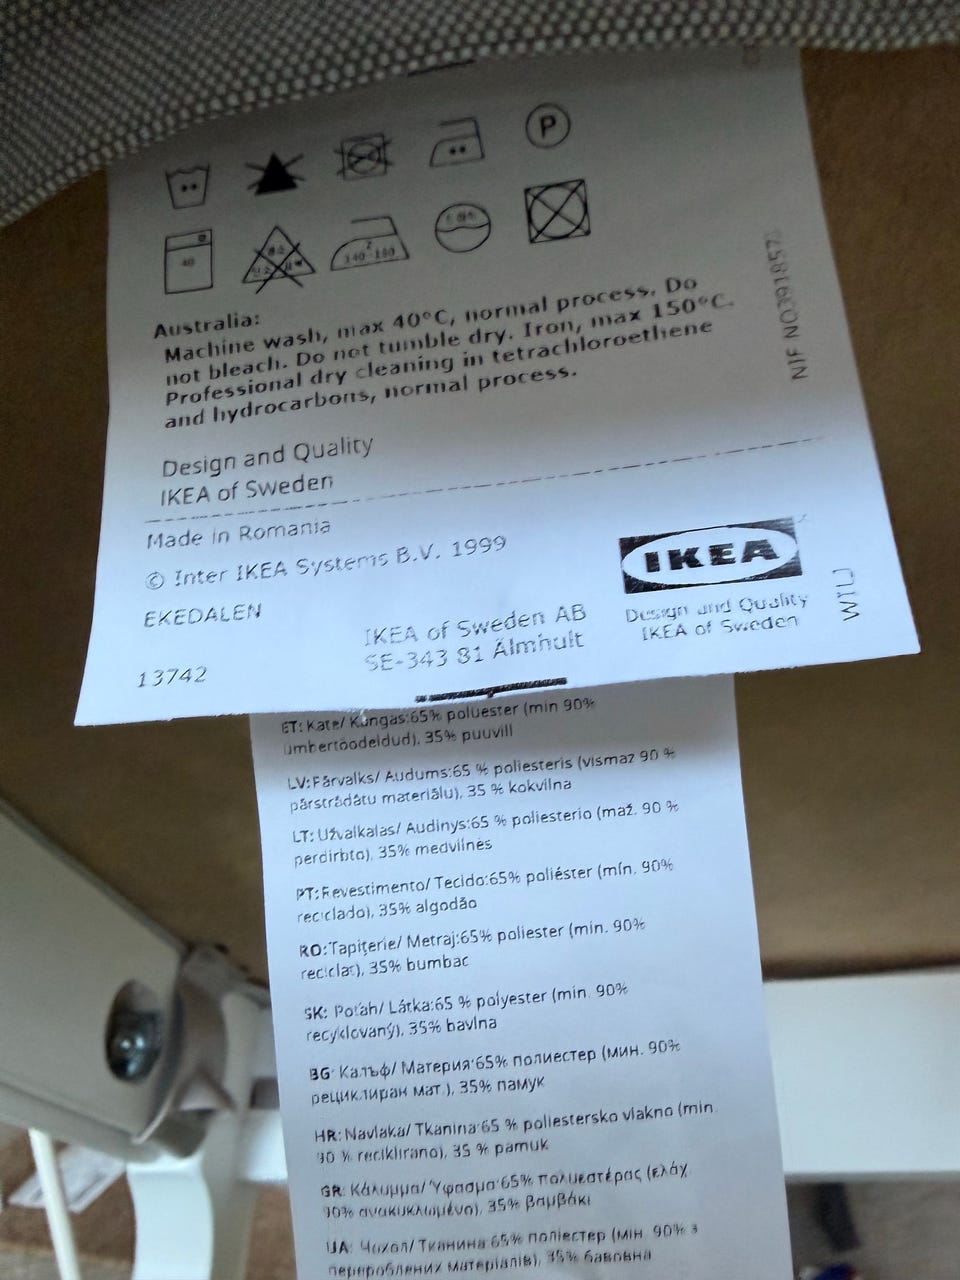 P
40
140²-160
Australia:
Machine wash, max 40°C, normal process. Do
not bleach. Do not tumble dry. Iron, max 150°C.
Professional dry cleaning in tetrachloroethene
and hydrocarbons, normal process.
Design and Quality
IKEA of Sweden
Made in Romania
© Inter IKEA Systems B.V. 1999
EKEDALEN
13742
IKEA of Sweden AB
SE-343 81 Älmhult
IKEA
Design and Quality
IKEA of Sweden
ET: Kate/ Kangas:65% polüester (min 90%
ümbertöödeldud), 35% puuvill
LV: Pārvalks/ Audums:65 % poliesteris (vismaz 90 %
pārstrādātu materiālu), 35 % kokvilna
LT: Užvalkalas/ Audinys:65 % poliesterio (maž. 90 %
perdirbto), 35% medvilnės
PT: Revestimento/ Tecido:65% poliéster (mín. 90%
reciclado), 35% algodão
RO: Tapiţerie/ Metraj:65% poliester (min. 90%
reciclat), 35% bumbac
SK: Poťah/ Látka:65 % polyester (min. 90%
recyklovaný), 35% bavlna
BG: Калъф/ Материя:65% полиестер (мин. 90%
рециклиран мат.), 35% памук
HR: Navlaka/ Tkanina:65 % poliestersko vlakno (min.
90 % reciklirano), 35 % pamuk
GR: Κάλυμμα/ Ύφασμα:65% πολυεστέρας (ελάχ.
90% ανακυκλωμένο), 35% βαμβάκι
UA: Чохол/ Тканина:65% поліестер (мін. 90% з
перероблених матеріалів), 35% бавовна
NIF
WIU